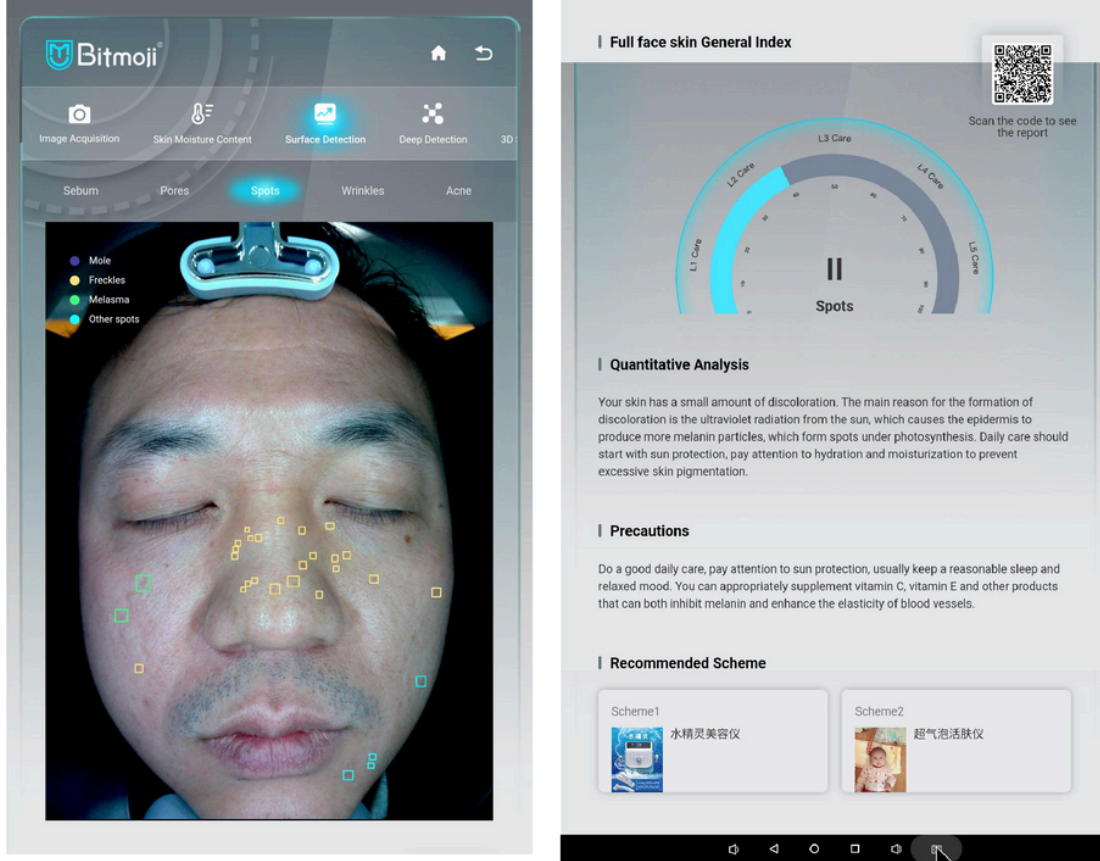 Bitmoji
Image Acquisition
Skin Moisture Content
Surface Detection
Deep Detection
3D
Sebum
Pores
Spots
Wrinkles
Acne
Mole
Freckles
Melasma
Other spots
Full face skin General Index
Scan the code to see
the report
L1 Care
L2 Care
L3 Care
L4 Care
L5 Care
50
II
Spots
Quantitative Analysis
Your skin has a small amount of discoloration. The main reason for the formation of
discoloration is the ultraviolet radiation from the sun, which causes the epidermis to
produce more melanin particles, which form spots under photosynthesis. Daily care should
start with sun protection, pay attention to hydration and moisturization to prevent
excessive skin pigmentation.
Precautions
Do a good daily care, pay attention to sun protection, usually keep a reasonable sleep and
relaxed mood. You can appropriately supplement vitamin C, vitamin E and other products
that can both inhibit melanin and enhance the elasticity of blood vessels.
Recommended Scheme
Scheme1
水精灵美容仪
Scheme2
超气泡活肤仪